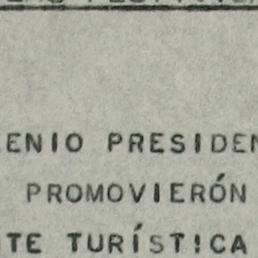 ENIO PRESIDEN
PROMOVIERÓN
TE TURÍSTICA